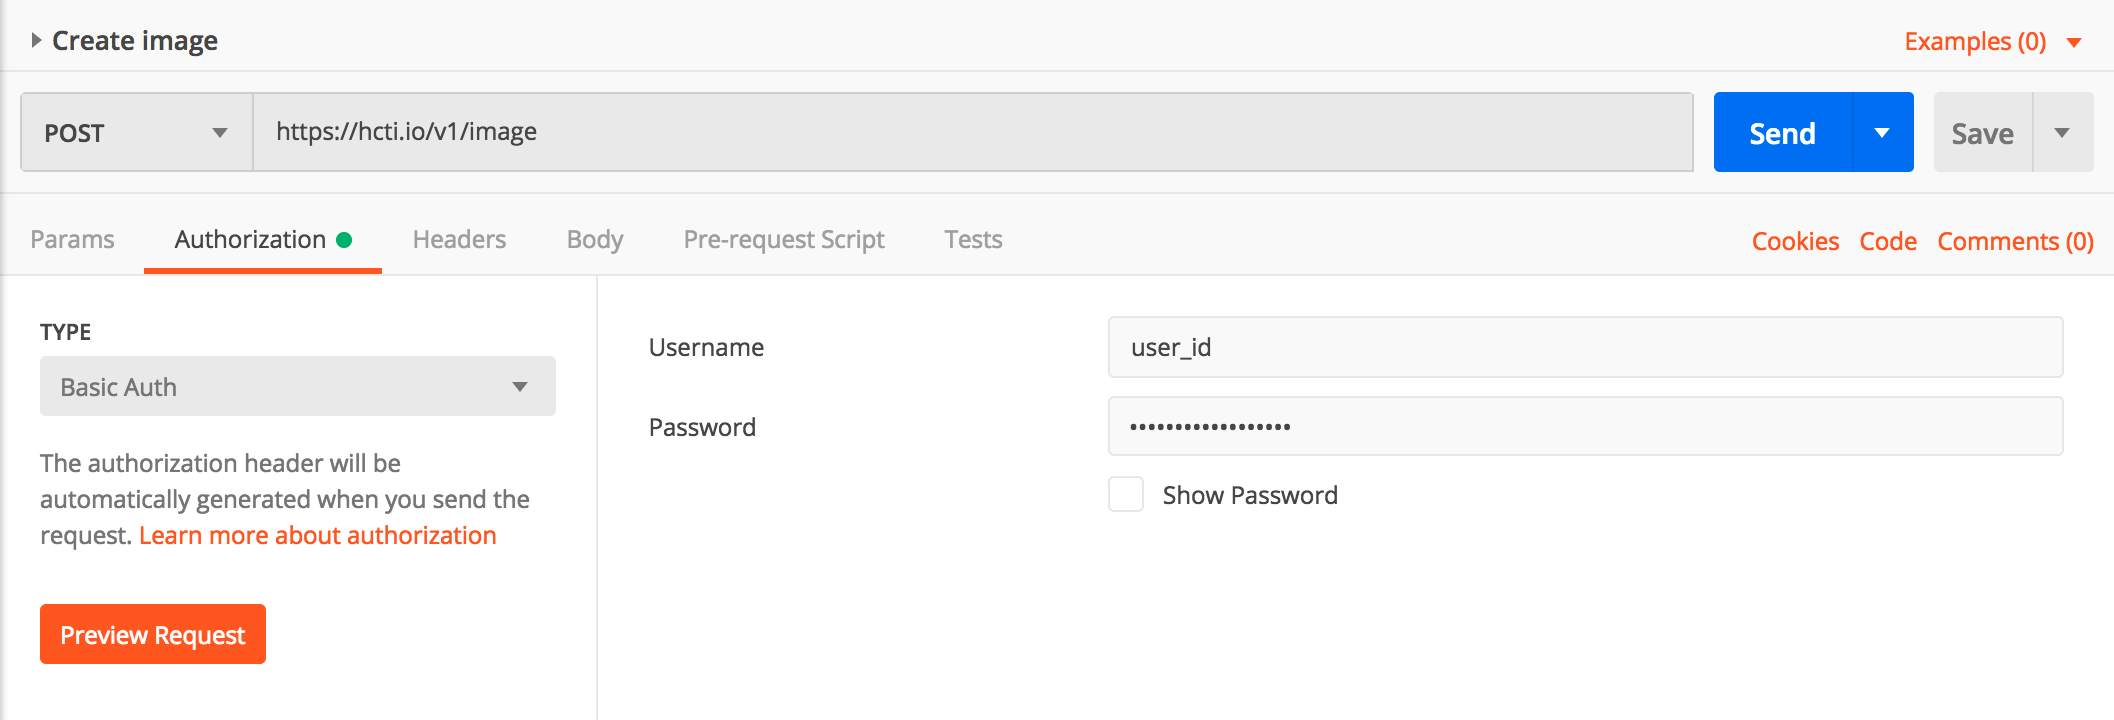 Create image
Examples (0)
POST
https://hcti.io/v1/image
Send
Save
Params
Authorization
Headers
Body
Pre-request Script
Tests
Cookies
Code
Comments (0)
TYPE
Basic Auth
The authorization header will be
automatically generated when you send the
request. Learn more about authorization
Preview Request
Username
user_id
Password
••••••••••••••••••
Show Password